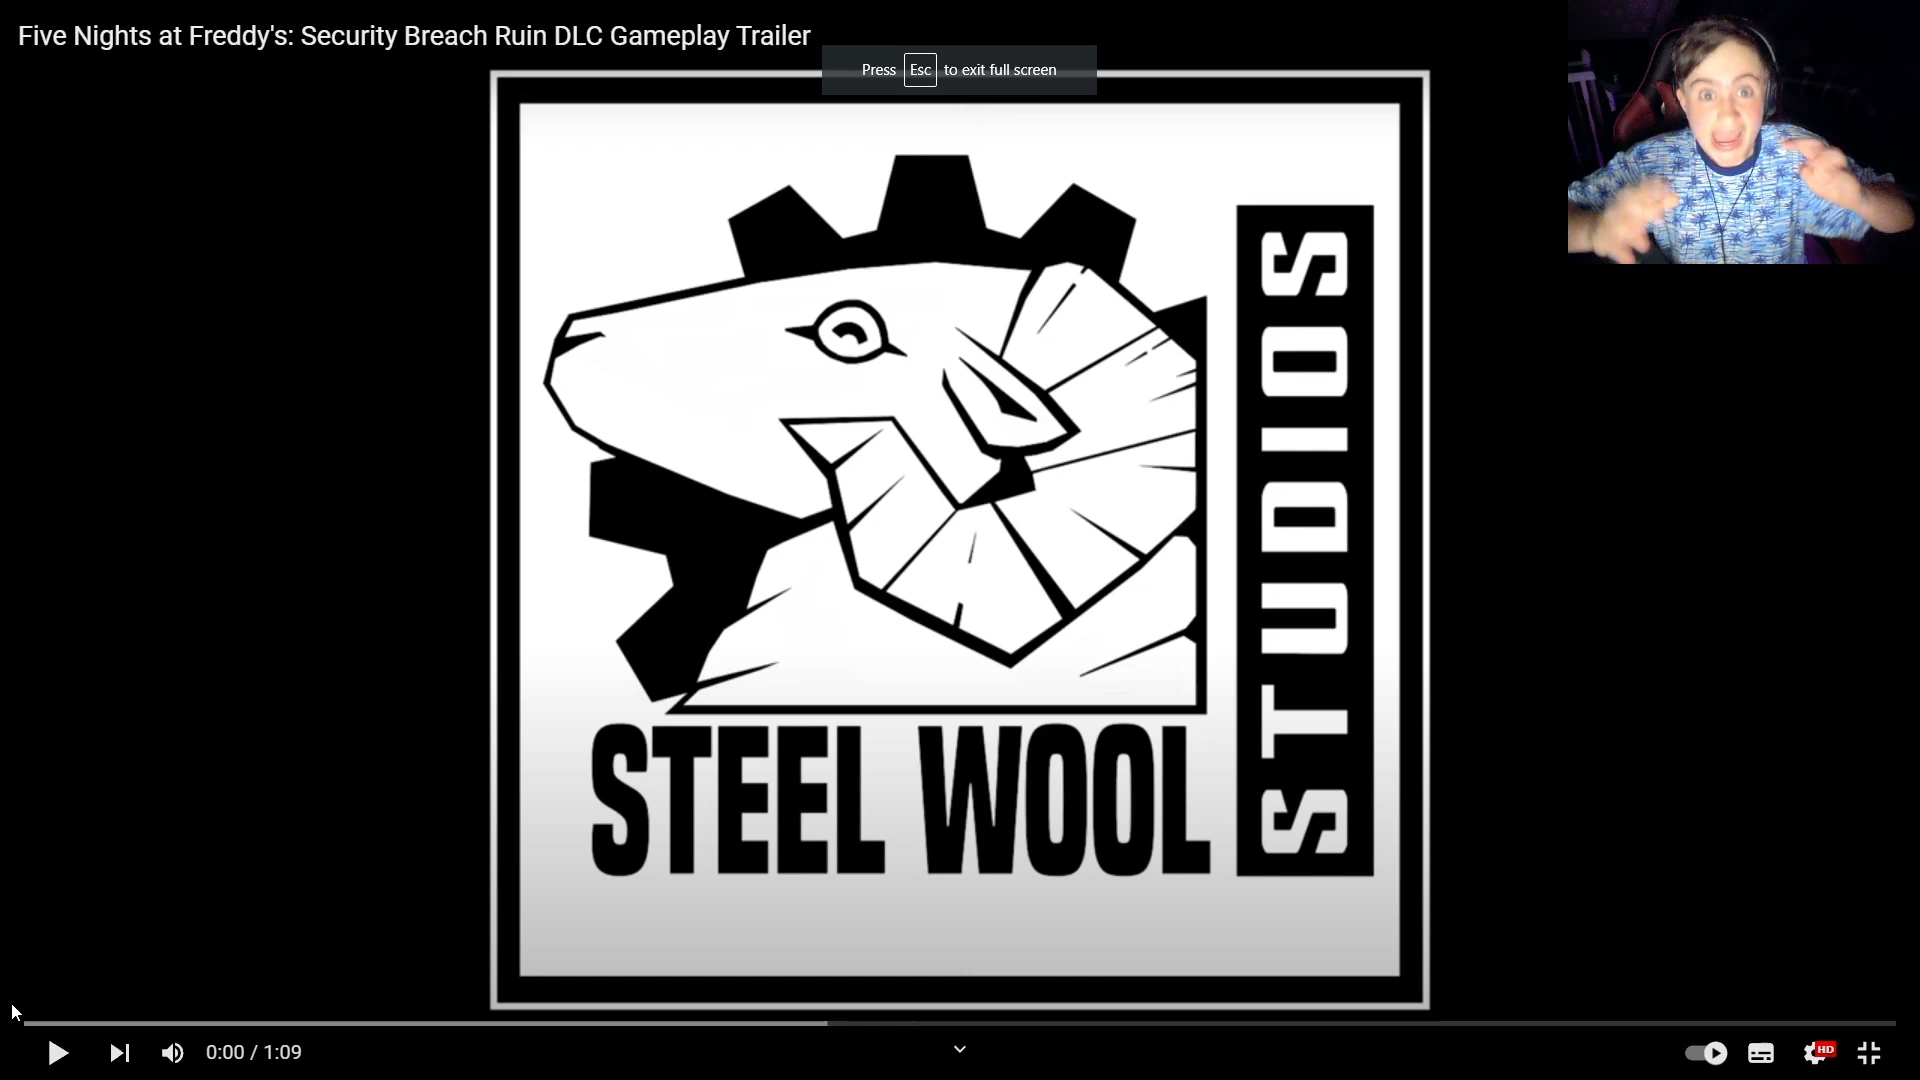 Five Nights at Freddy's: Security Breach Ruin DLC Gameplay Trailer
Press Esc to exit full screen
STUDIOS
STEEL WOOL
0:00 / 1:09
HD